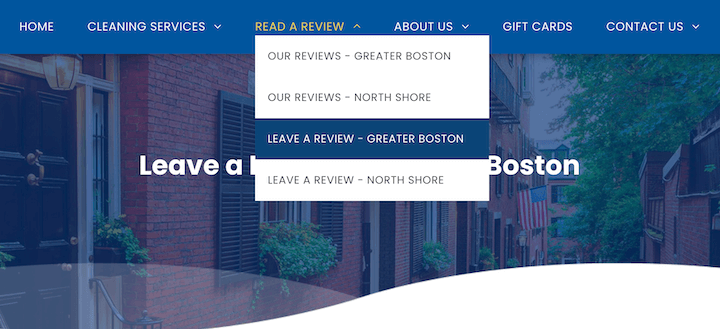 HOME CLEANING SERVICES READ A REVIEW ABOUT US GIFT CARDS CONTACT US
OUR REVIEWS - GREATER BOSTON
OUR REVIEWS - NORTH SHORE
LEAVE A REVIEW - GREATER BOSTON
Leave a Boston
LEAVE A REVIEW - NORTH SHORE